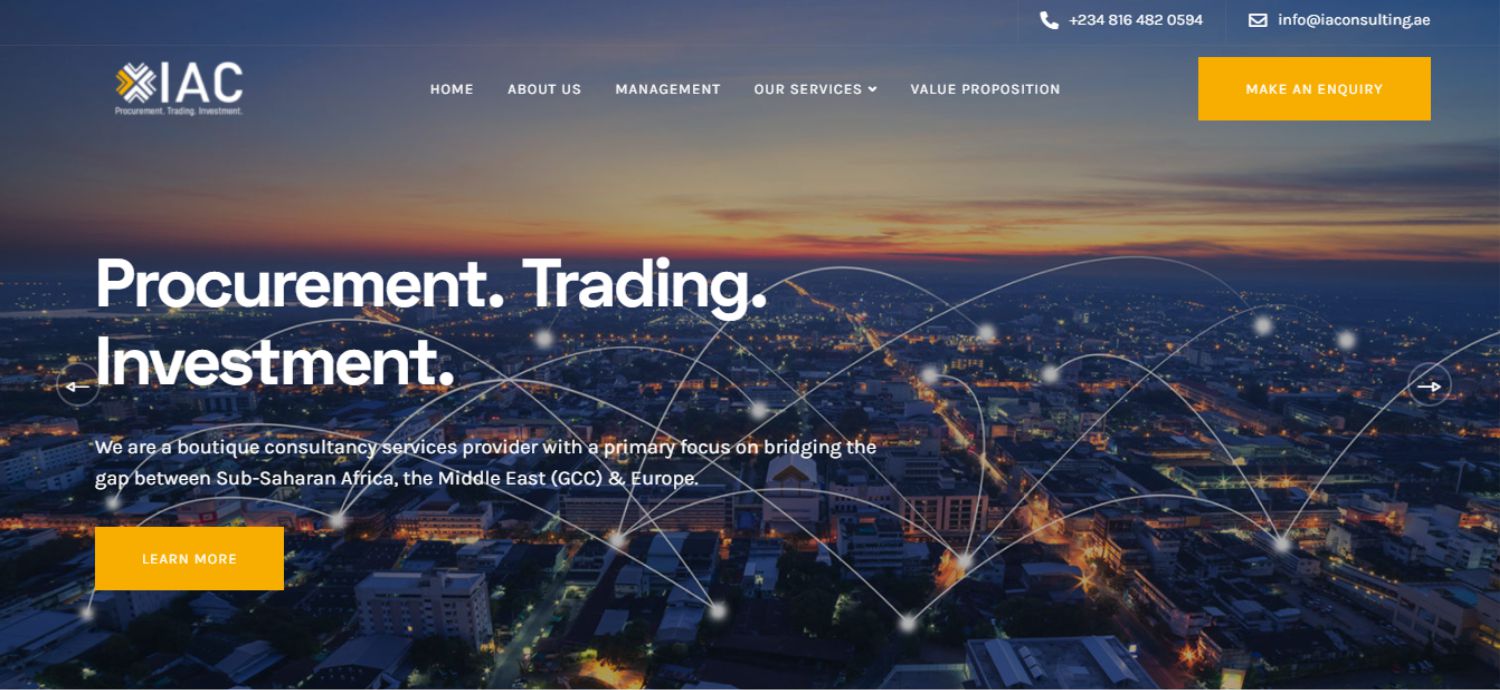 +234 816 482 0594
info@iaconsulting.ae
IAC
Procurement. Trading. Investment.
HOME
ABOUT US
MANAGEMENT
OUR SERVICES
VALUE PROPOSITION
MAKE AN ENQUIRY
Procurement. Trading.
Investment.
We are a boutique consultancy services provider with a primary focus on bridging the
gap between Sub-Saharan Africa, the Middle East (GCC) & Europe.
LEARN MORE